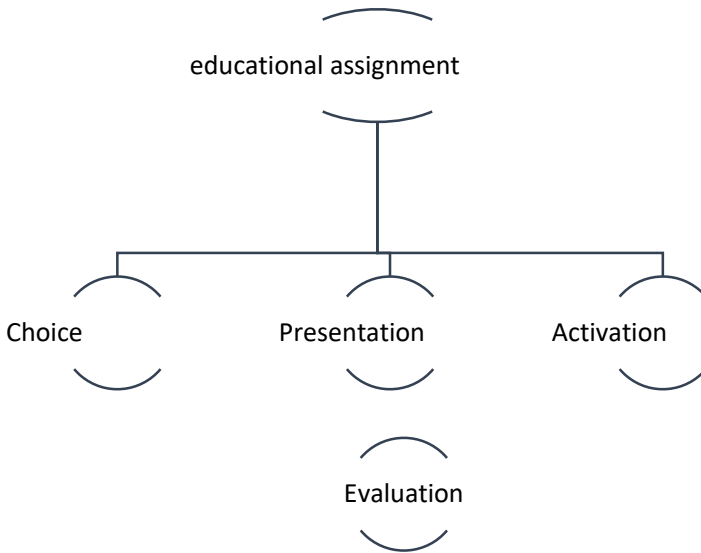 educational assignment
Choice
Presentation
Activation
Evaluation